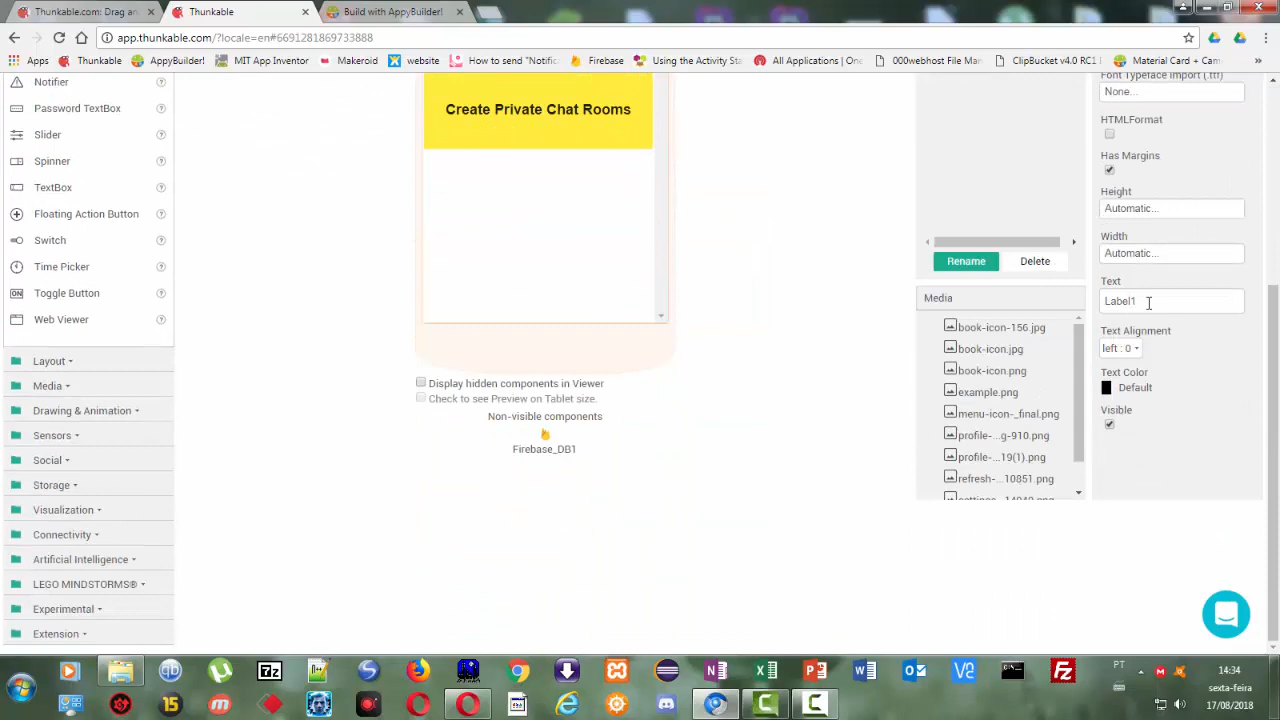 Thunkable.com: Drag an
Thunkable
Build with AppyBuilder!
app.thunkable.com/?locale=en#6691281869733888
Apps
Thunkable
AppyBuilder!
MIT App Inventor
Makeroid
website
How to send "Notific
Firebase
Using the Activity Sta
All Applications | One
000webhost File Man
ClipBucket v4.0 RC1 |
Material Card + Cam
»
Notifier
Password TextBox
Slider
Spinner
TextBox
Floating Action Button
Switch
Time Picker
Toggle Button
Web Viewer
Layout
Media
Drawing & Animation
Sensors
Social
Storage
Visualization
Connectivity
Artificial Intelligence
LEGO MINDSTORMS®
Experimental
Extension
Create Private Chat Rooms
Display hidden components in Viewer
Check to see Preview on Tablet size.
Non-visible components
Firebase_DB1
Rename
Delete
Media
book-icon-156.jpg
book-icon.jpg
book-icon.png
example.png
menu-icon-_final.png
profile-...g-910.png
profile-...19(1).png
refresh-...10851.png
Font Typeface Import (.ttf)
None...
HTMLFormat
Has Margins
Height
Automatic...
Width
Automatic...
Text
Label1
Text Alignment
left : 0
Text Color
Default
Visible
PT
14:34
sexta-feira
17/08/2018